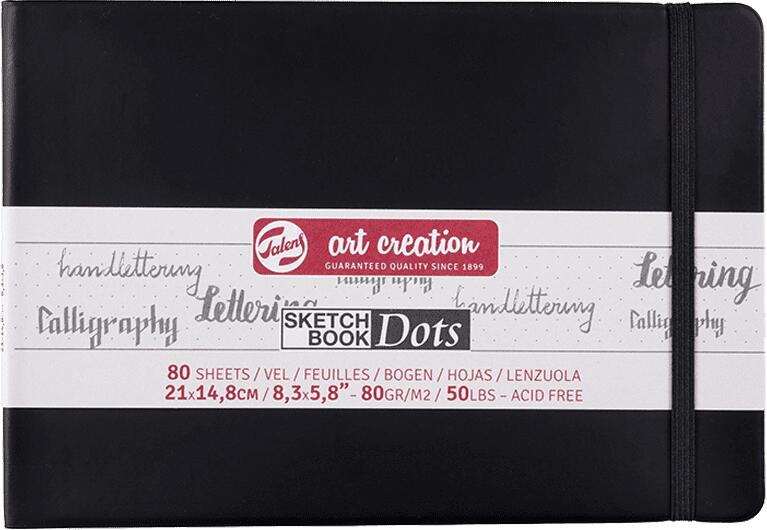 Talens
art creation
GUARANTEED QUALITY SINCE 1899
handlettering
Lettering
Calligraphy
Lettering
handlettering
Calligraphy
SKETCH
BOOK
Dots
80 SHEETS / VEL / FEUILLES / BOGEN / HOJAS / LENZUOLA
21x14,8CM / 8,3x5,8" - 80GR/M2 / 50LBS – ACID FREE